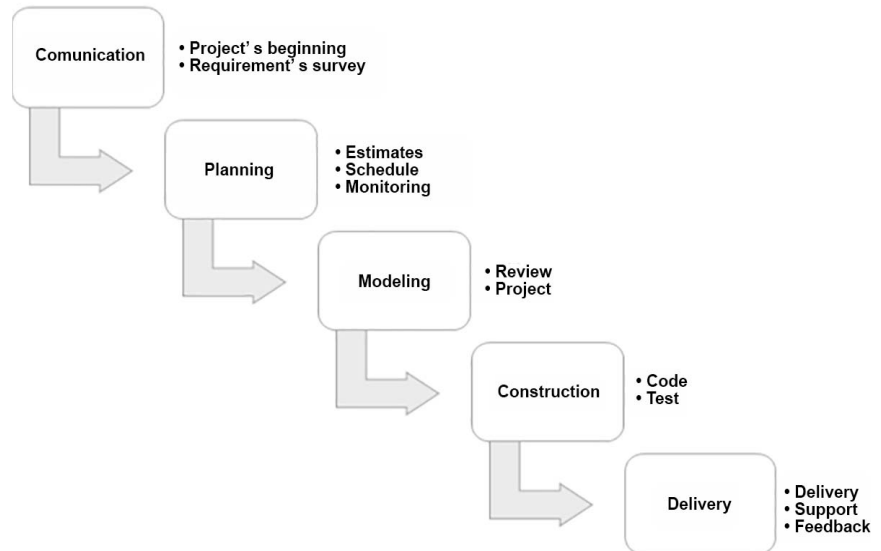 Comunication
• Project’ s beginning
• Requirement’ s survey
Planning
• Estimates
• Schedule
• Monitoring
Modeling
• Review
• Project
Construction
• Code
• Test
Delivery
• Delivery
• Support
• Feedback